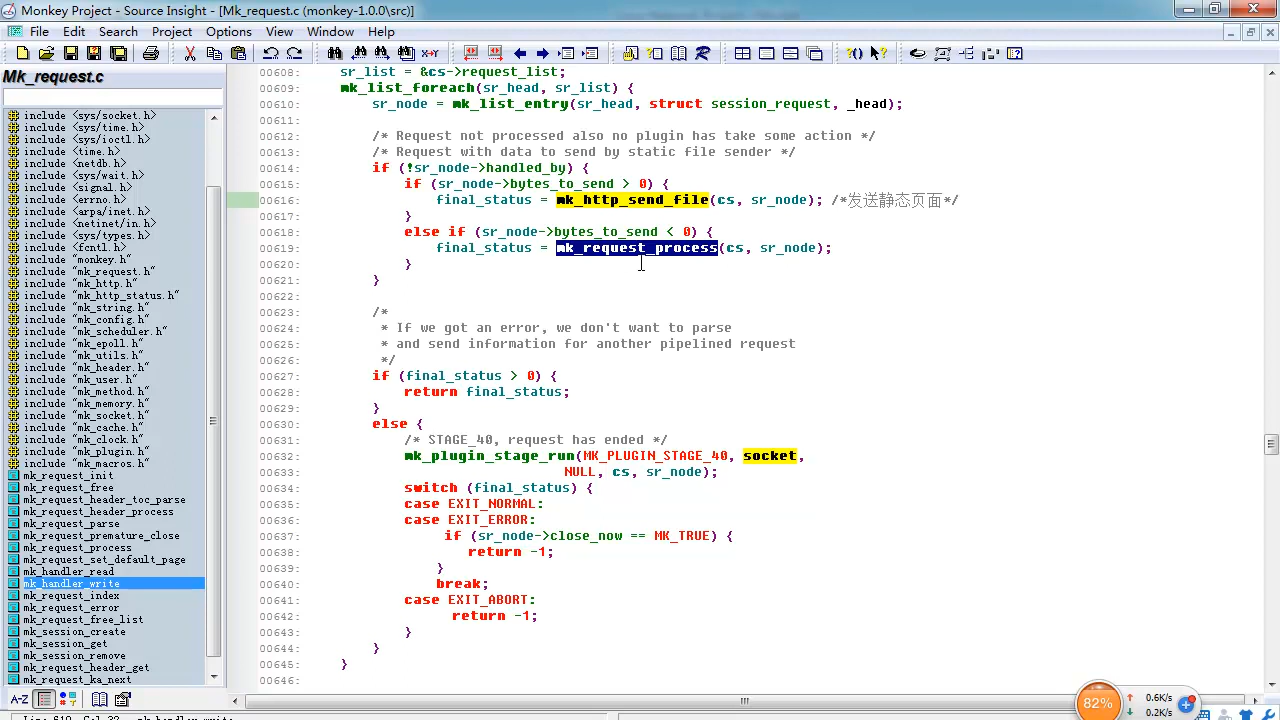 Monkey Project - Source Insight - [Mk_request.c (monkey-1.0.0\src)]
File Edit Search Project Options View Window Help
Mk_request.c
include <sys/socket.h>
include <sys/time.h>
include <sys/ioctl.h>
include <time.h>
include <netdb.h>
include <sys/wait.h>
include <signal.h>
include <errno.h>
include <arpa/inet.h>
include <netinet/in.h>
include <sys/types.h>
include <fcntl.h>
include "monkey.h"
include "mk_request.h"
include "mk_http.h"
include "mk_http_status.h"
include "mk_string.h"
include "mk_config.h"
include "mk_scheduler.h"
include "mk_epoll.h"
include "mk_utils.h"
include "mk_header.h"
include "mk_user.h"
include "mk_method.h"
include "mk_memory.h"
include "mk_socket.h"
include "mk_cache.h"
include "mk_clock.h"
include "mk_plugin.h"
include "mk_macros.h"
mk_request_init
mk_request_free
mk_request_header_toc_parse
mk_request_header_process
mk_request_parse
mk_request_premature_close
mk_request_process
mk_request_set_default_page
mk_handler_read
mk_handler_write
mk_request_index
mk_request_error
mk_request_free_list
mk_session_create
mk_session_get
mk_session_remove
mk_request_header_get
mk_request_ka_next
A-Z
00608: sr_list = &cs->request_list;
00609: mk_list_foreach(sr_head, sr_list) {
00610: sr_node = mk_list_entry(sr_head, struct session_request, _head);
00611:
00612: /* Request not processed also no plugin has take some action */
00613: /* Request with data to send by static file sender */
00614: if (!sr_node->handled_by) {
00615: if (sr_node->bytes_to_send > 0) {
00616: final_status = mk_http_send_file(cs, sr_node); /*发送静态页面*/
00617: }
00618: else if (sr_node->bytes_to_send < 0) {
00619: final_status = mk_request_process(cs, sr_node);
00620: }
00621: }
00622:
00623: /*
00624: * If we got an error, we don't want to parse
00625: * and send information for another pipelined request
00626: */
00627: if (final_status > 0) {
00628: return final_status;
00629: }
00630: else {
00631: /* STAGE_40, request has ended */
00632: mk_plugin_stage_run(MK_PLUGIN_STAGE_40, socket,
00633: NULL, cs, sr_node);
00634: switch (final_status) {
00635: case EXIT_NORMAL:
00636: case EXIT_ERROR:
00637: if (sr_node->close_now == MK_TRUE) {
00638: return -1;
00639: }
00640: break;
00641: case EXIT_ABORT:
00642: return -1;
00643: }
00644: }
00645: }
00646:
82%
0.6K/s
0.2K/s